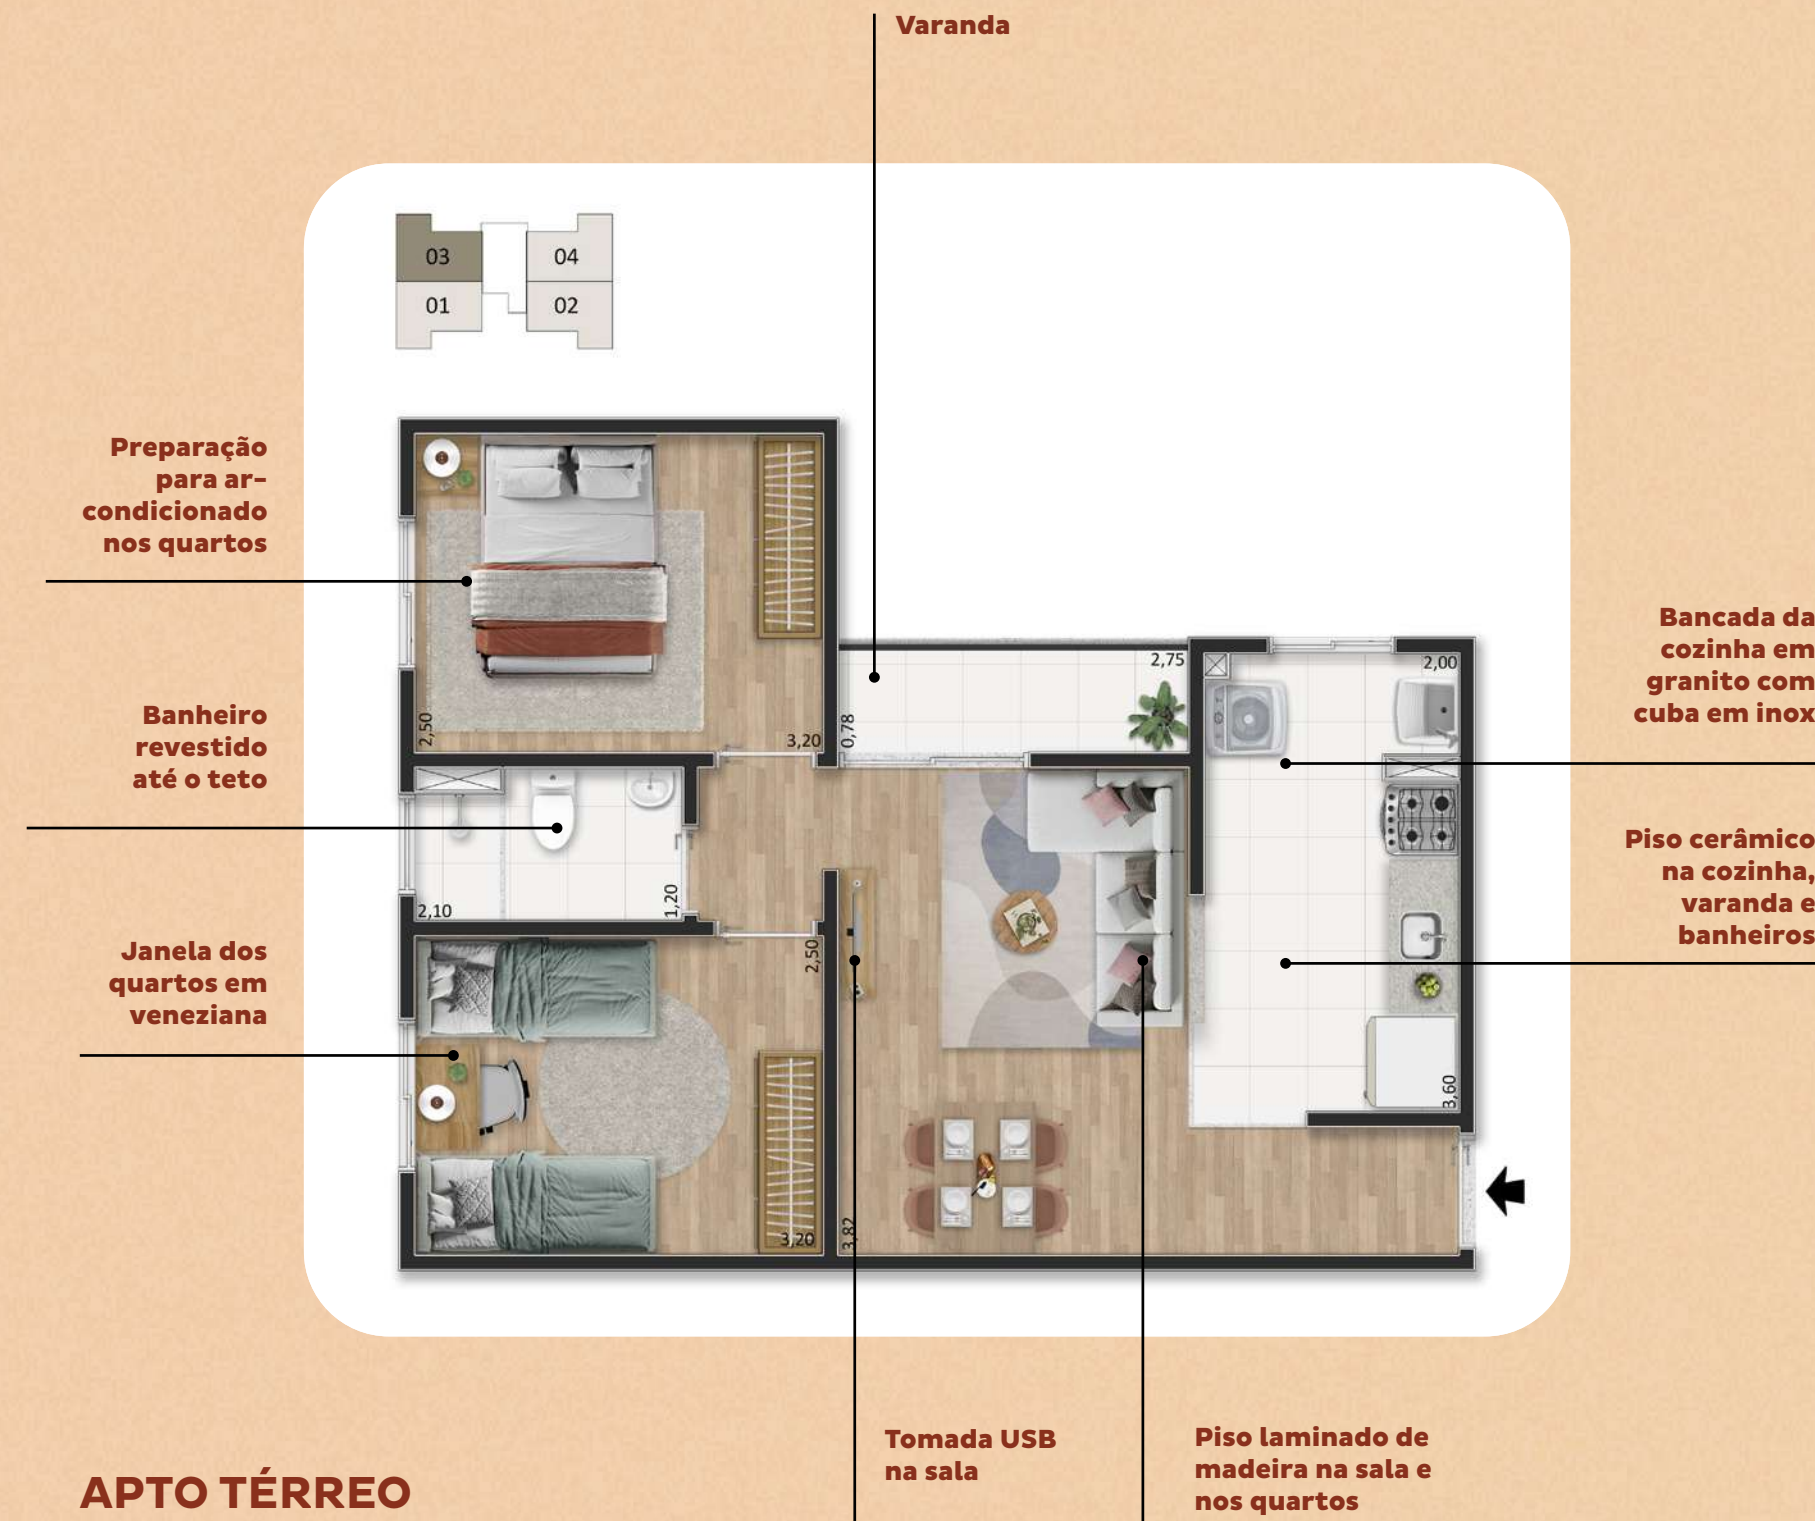 Varanda
03
04
01
02
Preparação
para ar-
condicionado
nos quartos
Banheiro
revestido
até o teto
Janela dos
quartos em
veneziana
2,50
3,20
0,78
2,75
2,00
2,10
1,20
2,50
3,20
3,82
3,60
Bancada da
cozinha em
granito com
cuba em inox
Piso cerâmico
na cozinha,
varanda e
banheiros
Tomada USB
na sala
Piso laminado de
madeira na sala e
nos quartos
APTO TÉRREO